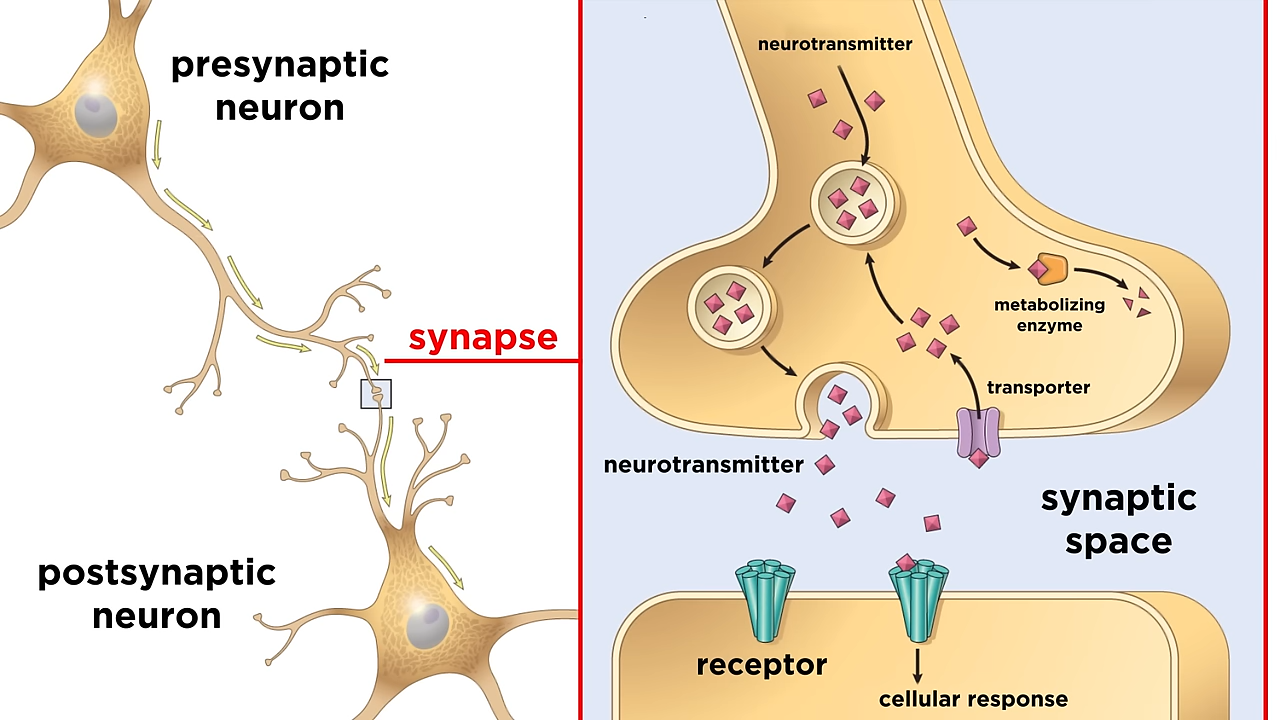 presynaptic
neuron
synapse
postsynaptic
neuron
neurotransmitter
metabolizing
enzyme
transporter
neurotransmitter
synaptic
space
receptor
cellular response